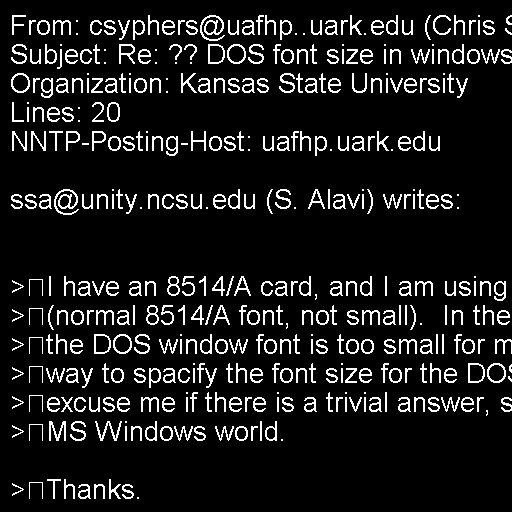 From: csyphers@uafhp..uark.edu (Chris S
Subject: Re: ?? DOS font size in windows
Organization: Kansas State University
Lines: 20
NNTP-Posting-Host: uafhp.uark.edu
ssa@unity.ncsu.edu (S. Alavi) writes:
>□I have an 8514/A card, and I am using
>□(normal 8514/A font, not small).  In the
>□the DOS window font is too small for m
>□way to spacify the font size for the DOS
>□excuse me if there is a trivial answer, s
>□MS Windows world.
>□Thanks.